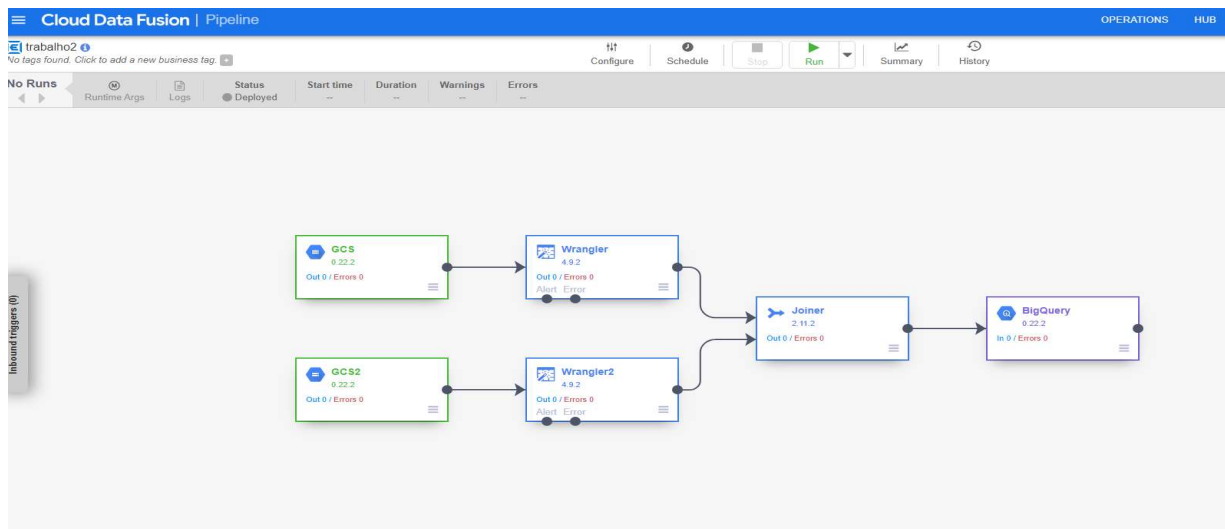 Cloud Data Fusion | Pipeline
OPERATIONS HUB
trabalho2
No tags found. Click to add a new business tag.
Configure Schedule Stop Run Summary History
No Runs
Runtime Args Logs
Status Start time Duration Warnings Errors
Deployed -- -- -- --
Inbound triggers (0)
GCS
0.22.2
Out 0 / Errors 0
Wrangler
4.9.2
Out 0 / Errors 0
Alert Error
GCS2
0.22.2
Out 0 / Errors 0
Wrangler2
4.9.2
Out 0 / Errors 0
Alert Error
Joiner
2.11.2
Out 0 / Errors 0
BigQuery
0.22.2
In 0 / Errors 0